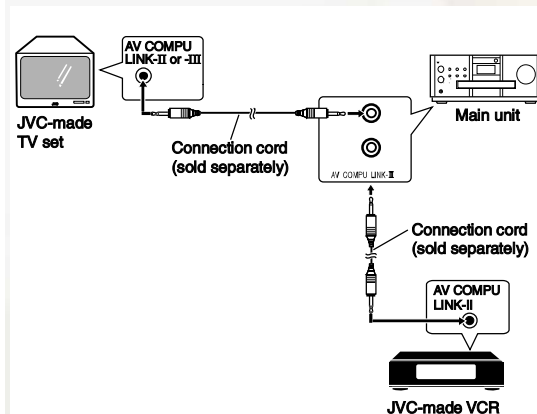 AV COMPU
LINK-II or -III
JVC
JVC-made
TV set
Connection cord
(sold separately)
Main unit
AV COMPU LINK-III
Connection cord
(sold separately)
AV COMPU
LINK-II
JVC-made VCR